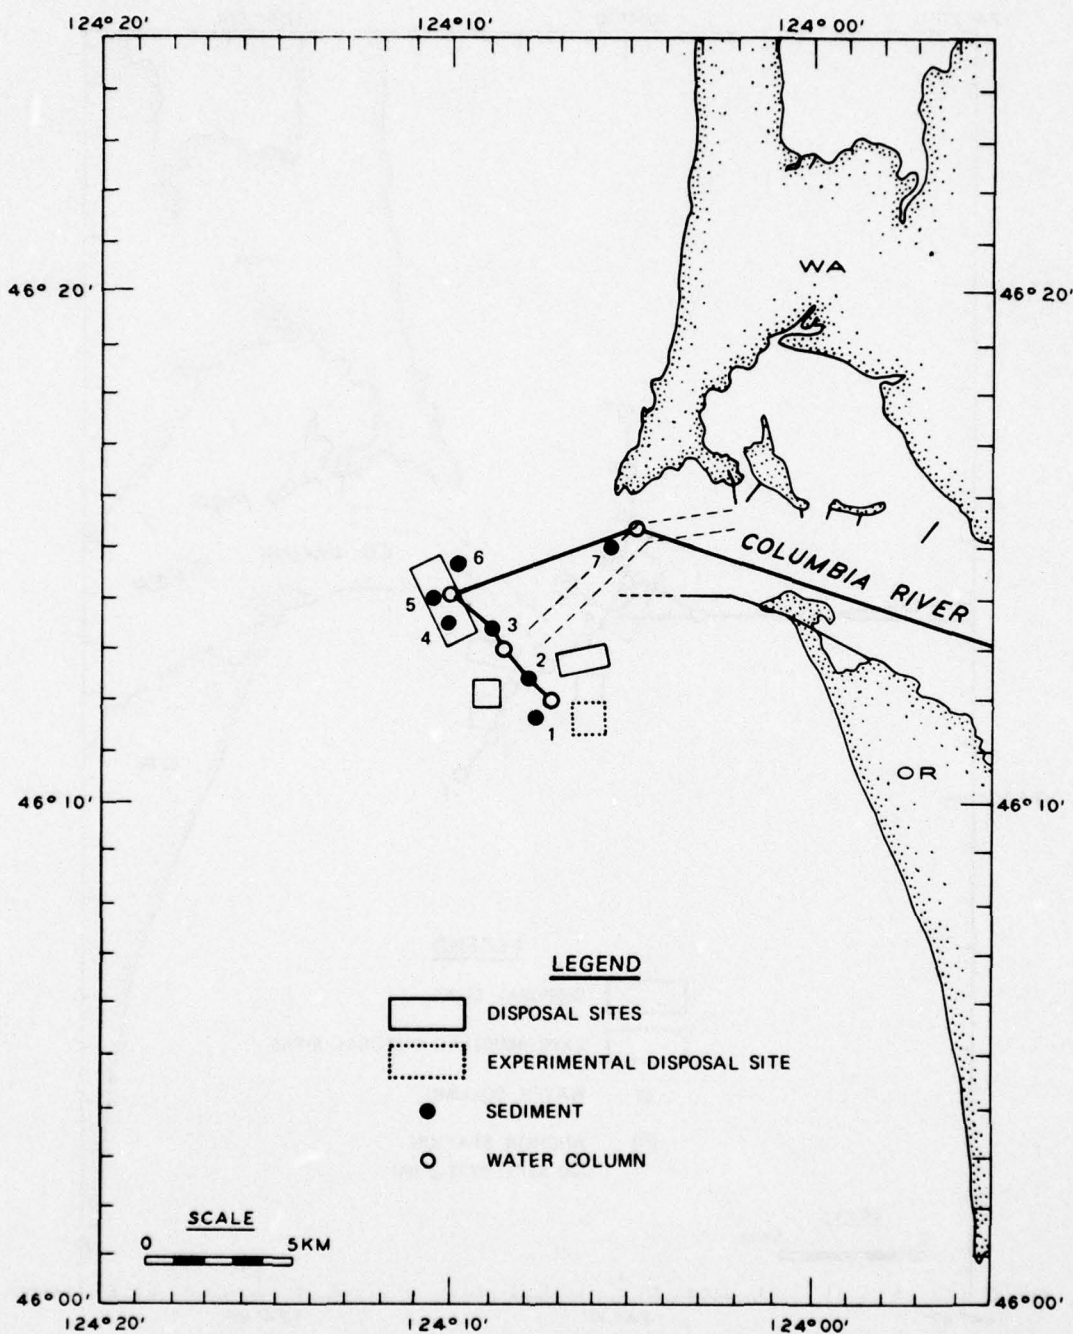 124° 20' 124° 10' 124° 00'
WA
46° 20' 46° 20'
COLUMBIA RIVER
7
6
5
4
3
2
1
OR
46° 10' 46° 10'
LEGEND
DISPOSAL SITES
EXPERIMENTAL DISPOSAL SITE
SEDIMENT
WATER COLUMN
SCALE
0 5 KM
46° 00' 46° 00'
124° 20' 124° 10' 124° 00'